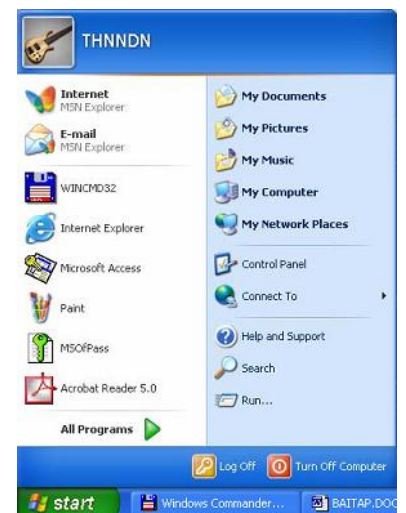 THNNDN
Internet
MSN Explorer
E-mail
MSN Explorer
WINCMD32
Internet Explorer
Microsoft Access
Paint
MSOfPass
Acrobat Reader 5.0
All Programs
My Documents
My Pictures
My Music
My Computer
My Network Places
Control Panel
Connect To
Help and Support
Search
Run...
Log Off
Turn Off Computer
start
Windows Commander...
BAITAP.DOC